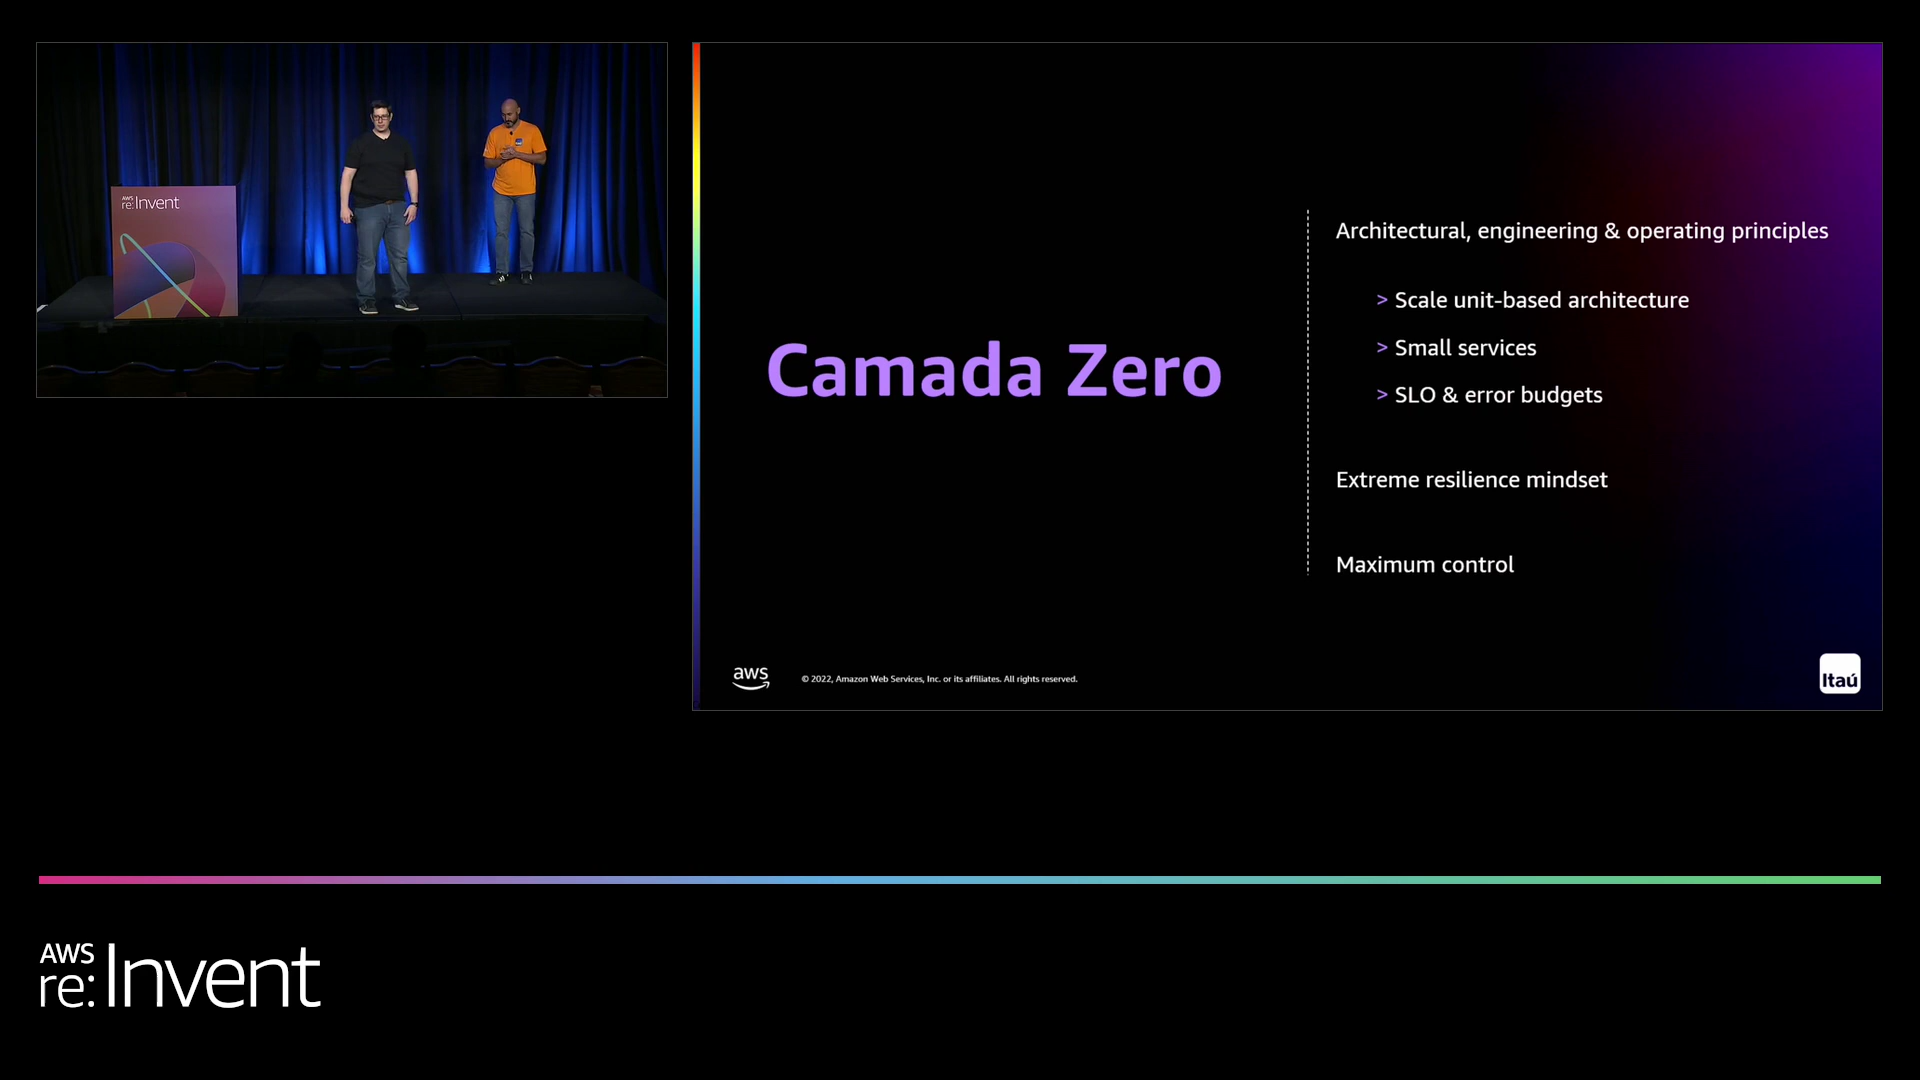 AWS
re:Invent
Camada Zero
Architectural, engineering & operating principles
> Scale unit-based architecture
> Small services
> SLO & error budgets
Extreme resilience mindset
Maximum control
aws
© 2022, Amazon Web Services, Inc. or its affiliates. All rights reserved.
Itaú
AWS
re:Invent